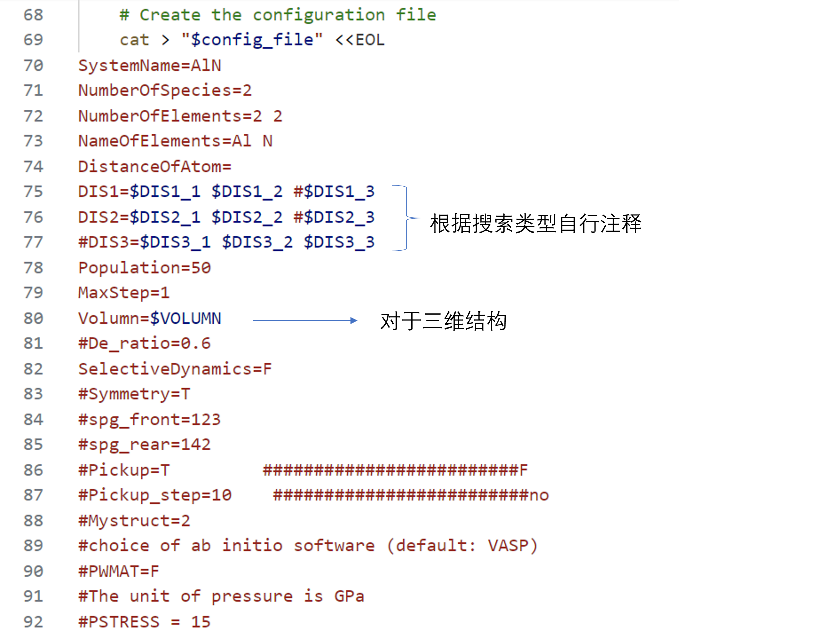 68 # Create the configuration file
69 cat > "$config_file" <<EOL
70 SystemName=AlN
71 NumberOfSpecies=2
72 NumberOfElements=2 2
73 NameOfElements=Al N
74 DistanceOfAtom=
75 DIS1=$DIS1_1 $DIS1_2 #$DIS1_3
76 DIS2=$DIS2_1 $DIS2_2 #$DIS2_3
根据搜索类型自行注释
77 #DIS3=$DIS3_1 $DIS3_2 $DIS3_3
78 Population=50
79 MaxStep=1
80 Volumn=$VOLUMN 对于三维结构
81 #De_ratio=0.6
82 SelectiveDynamics=F
83 #Symmetry=T
84 #spg_front=123
85 #spg_rear=142
86 #Pickup=T #########################F
87 #Pickup_step=10 #########################no
88 #Mystruct=2
89 #choice of ab initio software (default: VASP)
90 #PWMAT=F
91 #The unit of pressure is GPa
92 #PSTRESS = 15